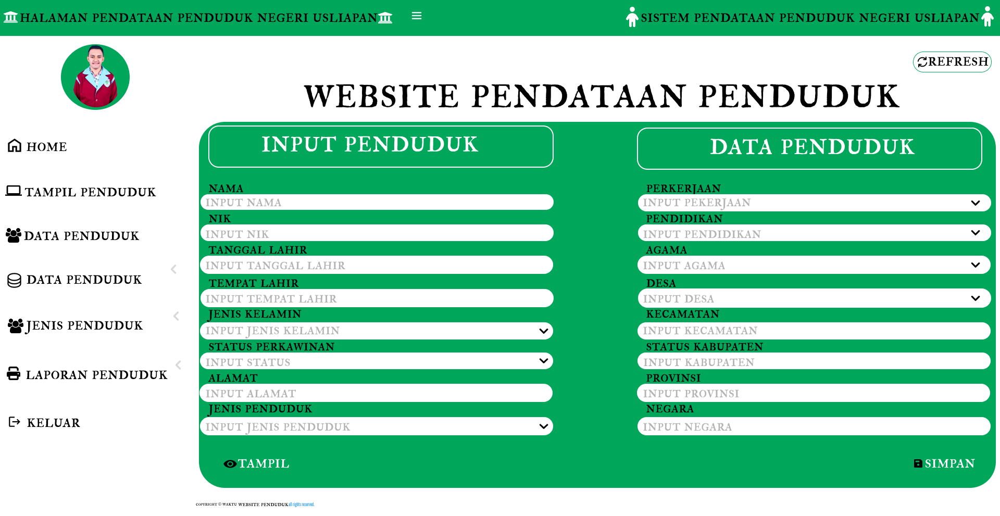 HALAMAN PENDATAAN PENDUDUK NEGERI USLIAPAN
SISTEM PENDATAAN PENDUDUK NEGERI USLIAPAN
REFRESH
WEBSITE PENDATAAN PENDUDUK
HOME
TAMPIL PENDUDUK
DATA PENDUDUK
DATA PENDUDUK
JENIS PENDUDUK
LAPORAN PENDUDUK
KELUAR
INPUT PENDUDUK
NAMA
INPUT NAMA
NIK
INPUT NIK
TANGGAL LAHIR
INPUT TANGGAL LAHIR
TEMPAT LAHIR
INPUT TEMPAT LAHIR
JENIS KELAMIN
INPUT JENIS KELAMIN
STATUS PERKAWINAN
INPUT STATUS
ALAMAT
INPUT ALAMAT
JENIS PENDUDUK
INPUT JENIS PENDUDUK
TAMPIL
DATA PENDUDUK
PERKERJAAN
INPUT PEKERJAAN
PENDIDIKAN
INPUT PENDIDIKAN
AGAMA
INPUT AGAMA
DESA
INPUT DESA
KECAMATAN
INPUT KECAMATAN
STATUS KABUPATEN
INPUT KABUPATEN
PROVINSI
INPUT PROVINSI
NEGARA
INPUT NEGARA
SIMPAN
COPYRIGHT © WAKTU WEBSITE PENDUDUK all rights reserved.